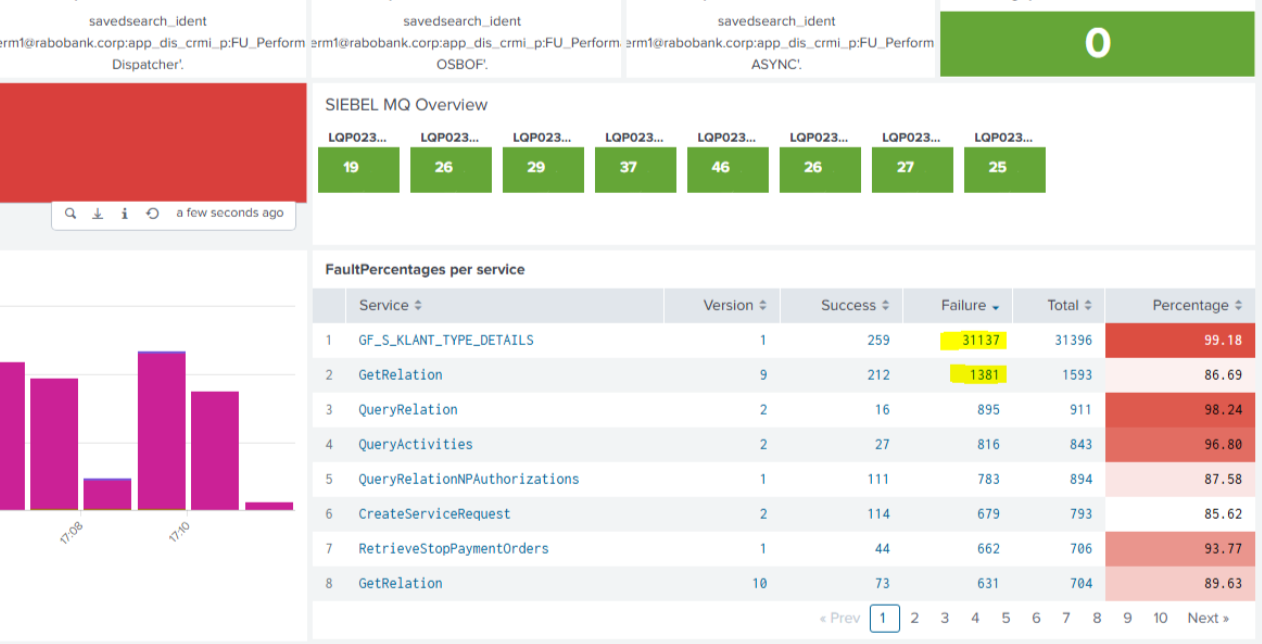 savedsearch_ident
erm1@rabobank.corp:app_dis_crmi_p:FU_Perform
Dispatcher'.
savedsearch_ident
erm1@rabobank.corp:app_dis_crmi_p:FU_Perform
OSBOF'.
savedsearch_ident
erm1@rabobank.corp:app_dis_crmi_p:FU_Perform
ASYNC'.
0
SIEBEL MQ Overview
LQP023... LQP023... LQP023... LQP023... LQP023... LQP023... LQP023... LQP023...
19 26 29 37 46 26 27 25
a few seconds ago
FaultPercentages per service
Service Version Success Failure Total Percentage
1 GF_S_KLANT_TYPE_DETAILS 1 259 31137 31396 99.18
2 GetRelation 9 212 1381 1593 86.69
3 QueryRelation 2 16 895 911 98.24
4 QueryActivities 2 27 816 843 96.80
5 QueryRelationNPAuthorizations 1 111 783 894 87.58
6 CreateServiceRequest 2 114 679 793 85.62
7 RetrieveStopPaymentOrders 1 44 662 706 93.77
8 GetRelation 10 73 631 704 89.63
17:08 17:10
« Prev 1 2 3 4 5 6 7 8 9 10 Next »